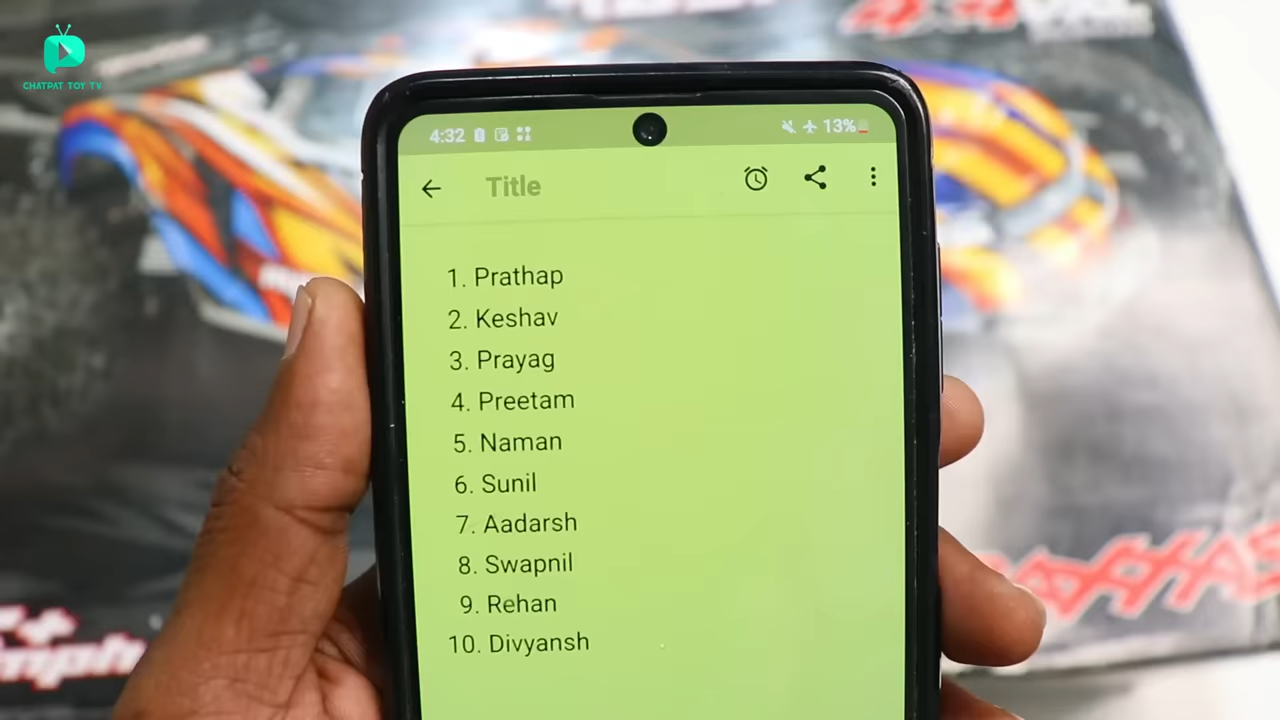 CHATPAT TOY TV
4:32
13%
Title
1. Prathap
2. Keshav
3. Prayag
4. Preetam
5. Naman
6. Sunil
7. Aadarsh
8. Swapnil
9. Rehan
10. Divyansh